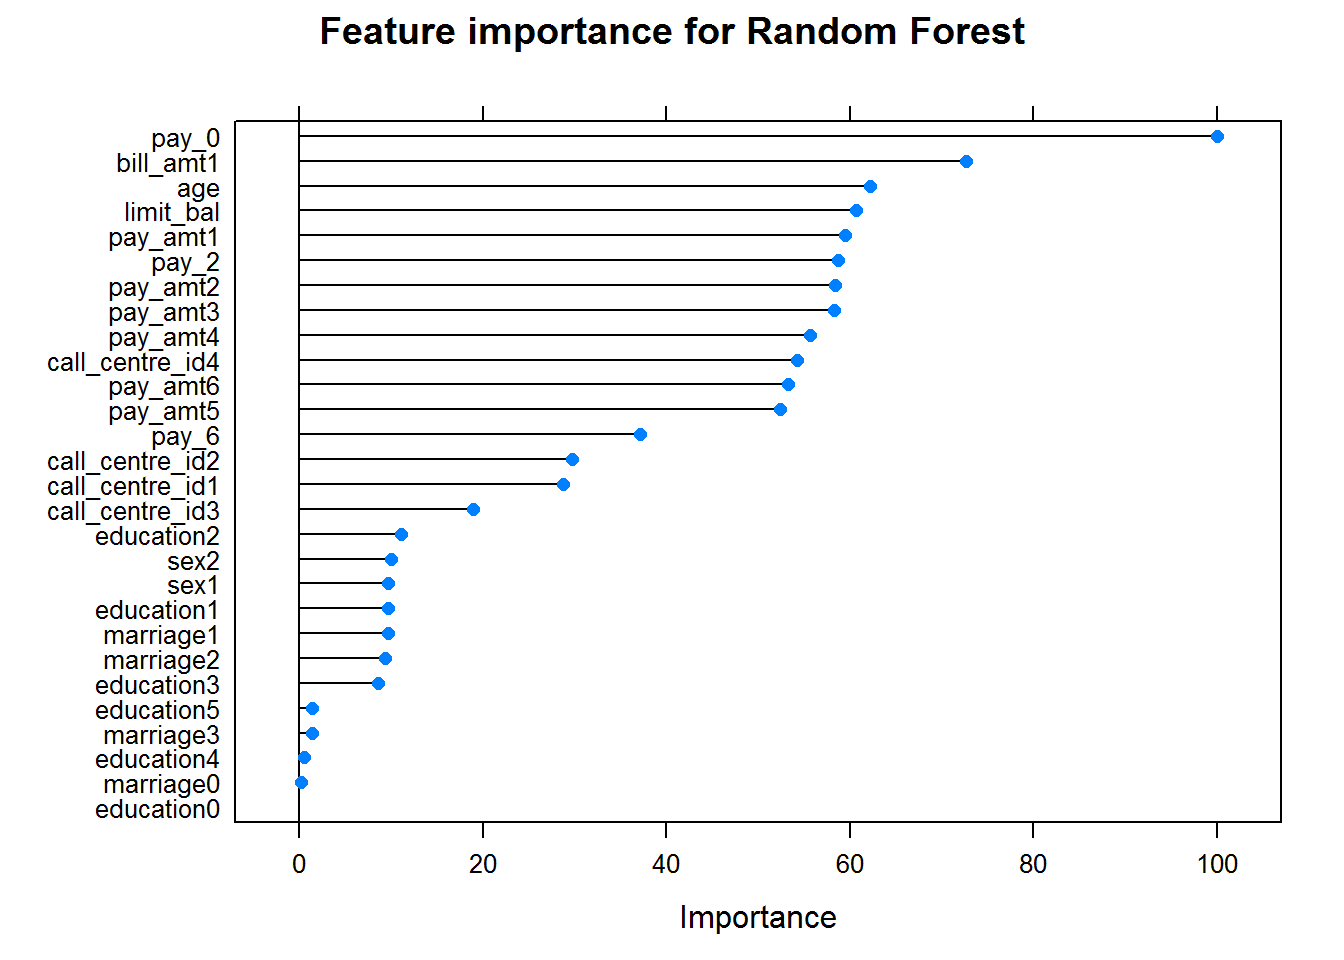 Feature importance for Random Forest
pay_0
bill_amt1
age
limit_bal
pay_amt1
pay_2
pay_amt2
pay_amt3
pay_amt4
call_centre_id4
pay_amt6
pay_amt5
pay_6
call_centre_id2
call_centre_id1
call_centre_id3
education2
sex2
sex1
education1
marriage1
marriage2
education3
education5
marriage3
education4
marriage0
education0
0 20 40 60 80 100
Importance